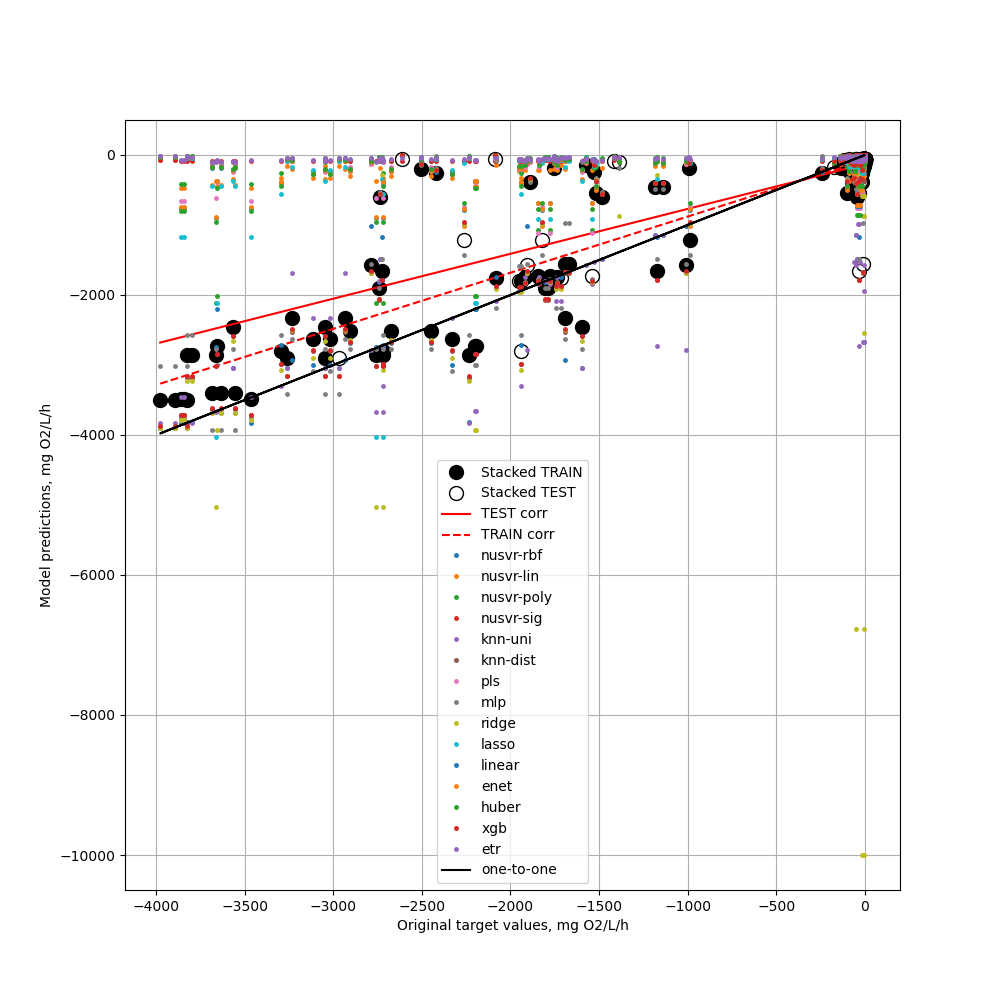 0
−2000
−4000
−6000
−8000
−10000
Model predictions, mg O2/L/h
Stacked TRAIN
Stacked TEST
TEST corr
TRAIN corr
nusvr-rbf
nusvr-lin
nusvr-poly
nusvr-sig
knn-uni
knn-dist
pls
mlp
ridge
lasso
linear
enet
huber
xgb
etr
one-to-one
−4000 −3500 −3000 −2500 −2000 −1500 −1000 −500 0
Original target values, mg O2/L/h